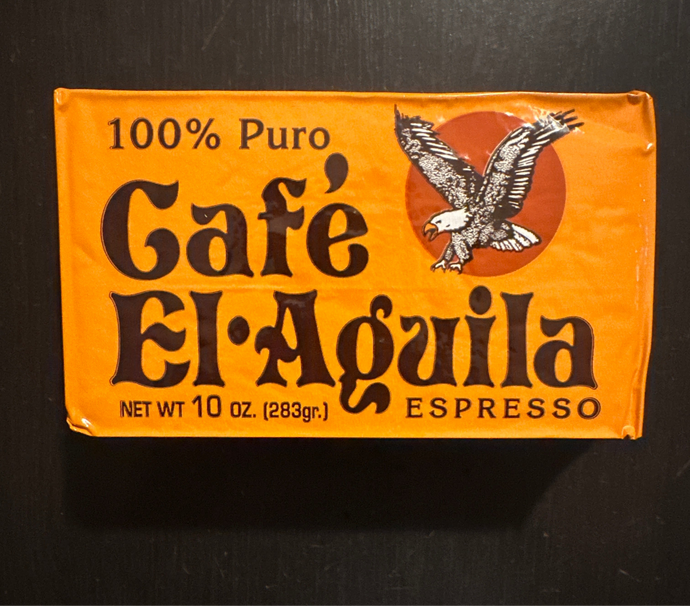 100% Puro
Café
El·Aguila
NET WT 10 OZ. (283gr.) ESPRESSO